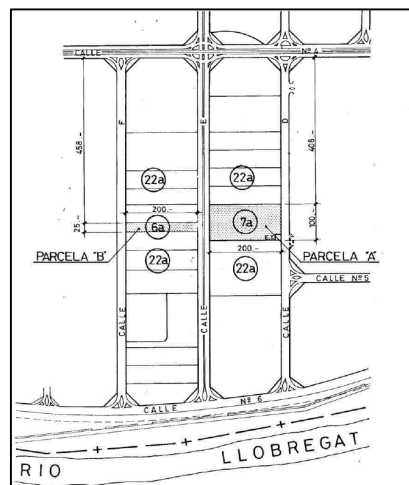 CALLE Nº 4
F
E
D
458.-
408.-
22a
22a
200.-
25.-
6a
7a
100.-
E.T.F.
PARCELA "B"
200.-
PARCELA "A"
22a
22a
CALLE Nº 5
CALLE
CALLE
CALLE
CALLE Nº 6
RIO LLOBREGAT